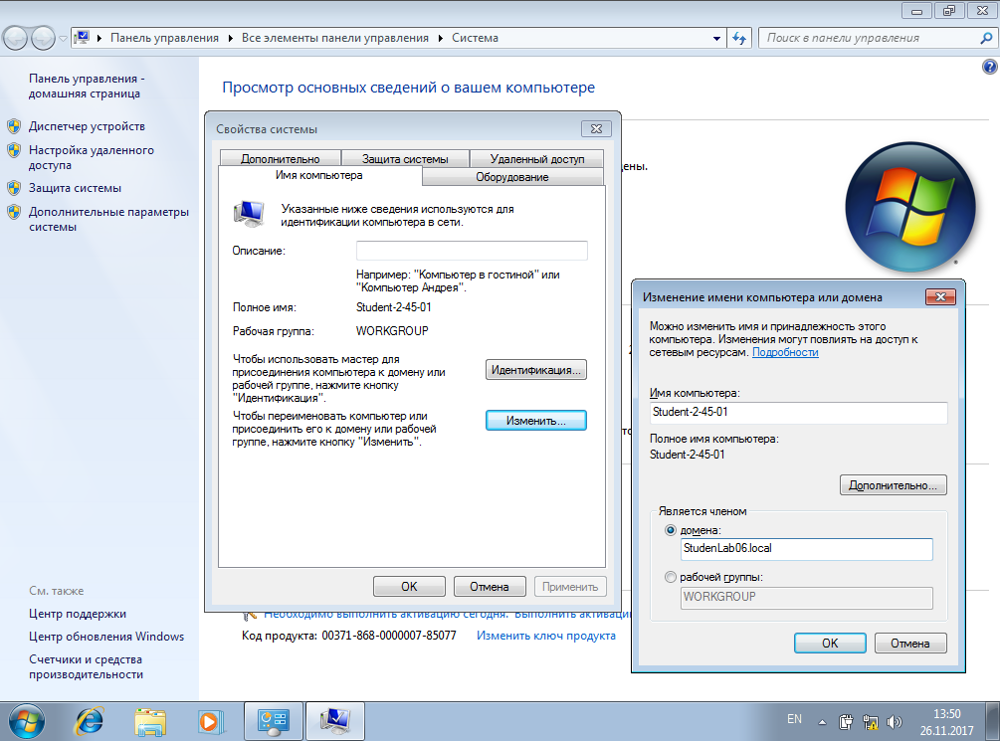 Панель управления
Все элементы панели управления
Система
Поиск в панели управления
Панель управления -
домашняя страница
Диспетчер устройств
Настройка удаленного
доступа
Защита системы
Дополнительные параметры
системы
См. также
Центр поддержки
Центр обновления Windows
Счетчики и средства
производительности
Просмотр основных сведений о вашем компьютере
Свойства системы
Дополнительно
Защита системы
Удаленный доступ
Имя компьютера
Оборудование
Указанные ниже сведения используются для
идентификации компьютера в сети.
Описание:
Например: "Компьютер в гостиной" или
"Компьютер Андрея".
Полное имя:
Student-2-45-01
Рабочая группа:
WORKGROUP
Чтобы использовать мастер для
присоединения компьютера к домену или
рабочей группе, нажмите кнопку
"Идентификация".
Идентификация...
Чтобы переименовать компьютер или
присоединить его к домену или рабочей
группе, нажмите кнопку "Изменить".
Изменить...
OK
Отмена
Применить
Необходимо выполнить активацию сегодня. Выполнить активаци
Код продукта: 00371-868-0000007-85077
Изменить ключ продукта
Изменение имени компьютера или домена
Можно изменить имя и принадлежность этого
компьютера. Изменения могут повлиять на доступ к
сетевым ресурсам. Подробности
Имя компьютера:
Student-2-45-01
Полное имя компьютера:
Student-2-45-01
Дополнительно...
Является членом
домена:
StudenLab06.local
рабочей группы:
WORKGROUP
OK
Отмена
EN
13:50
26.11.2017